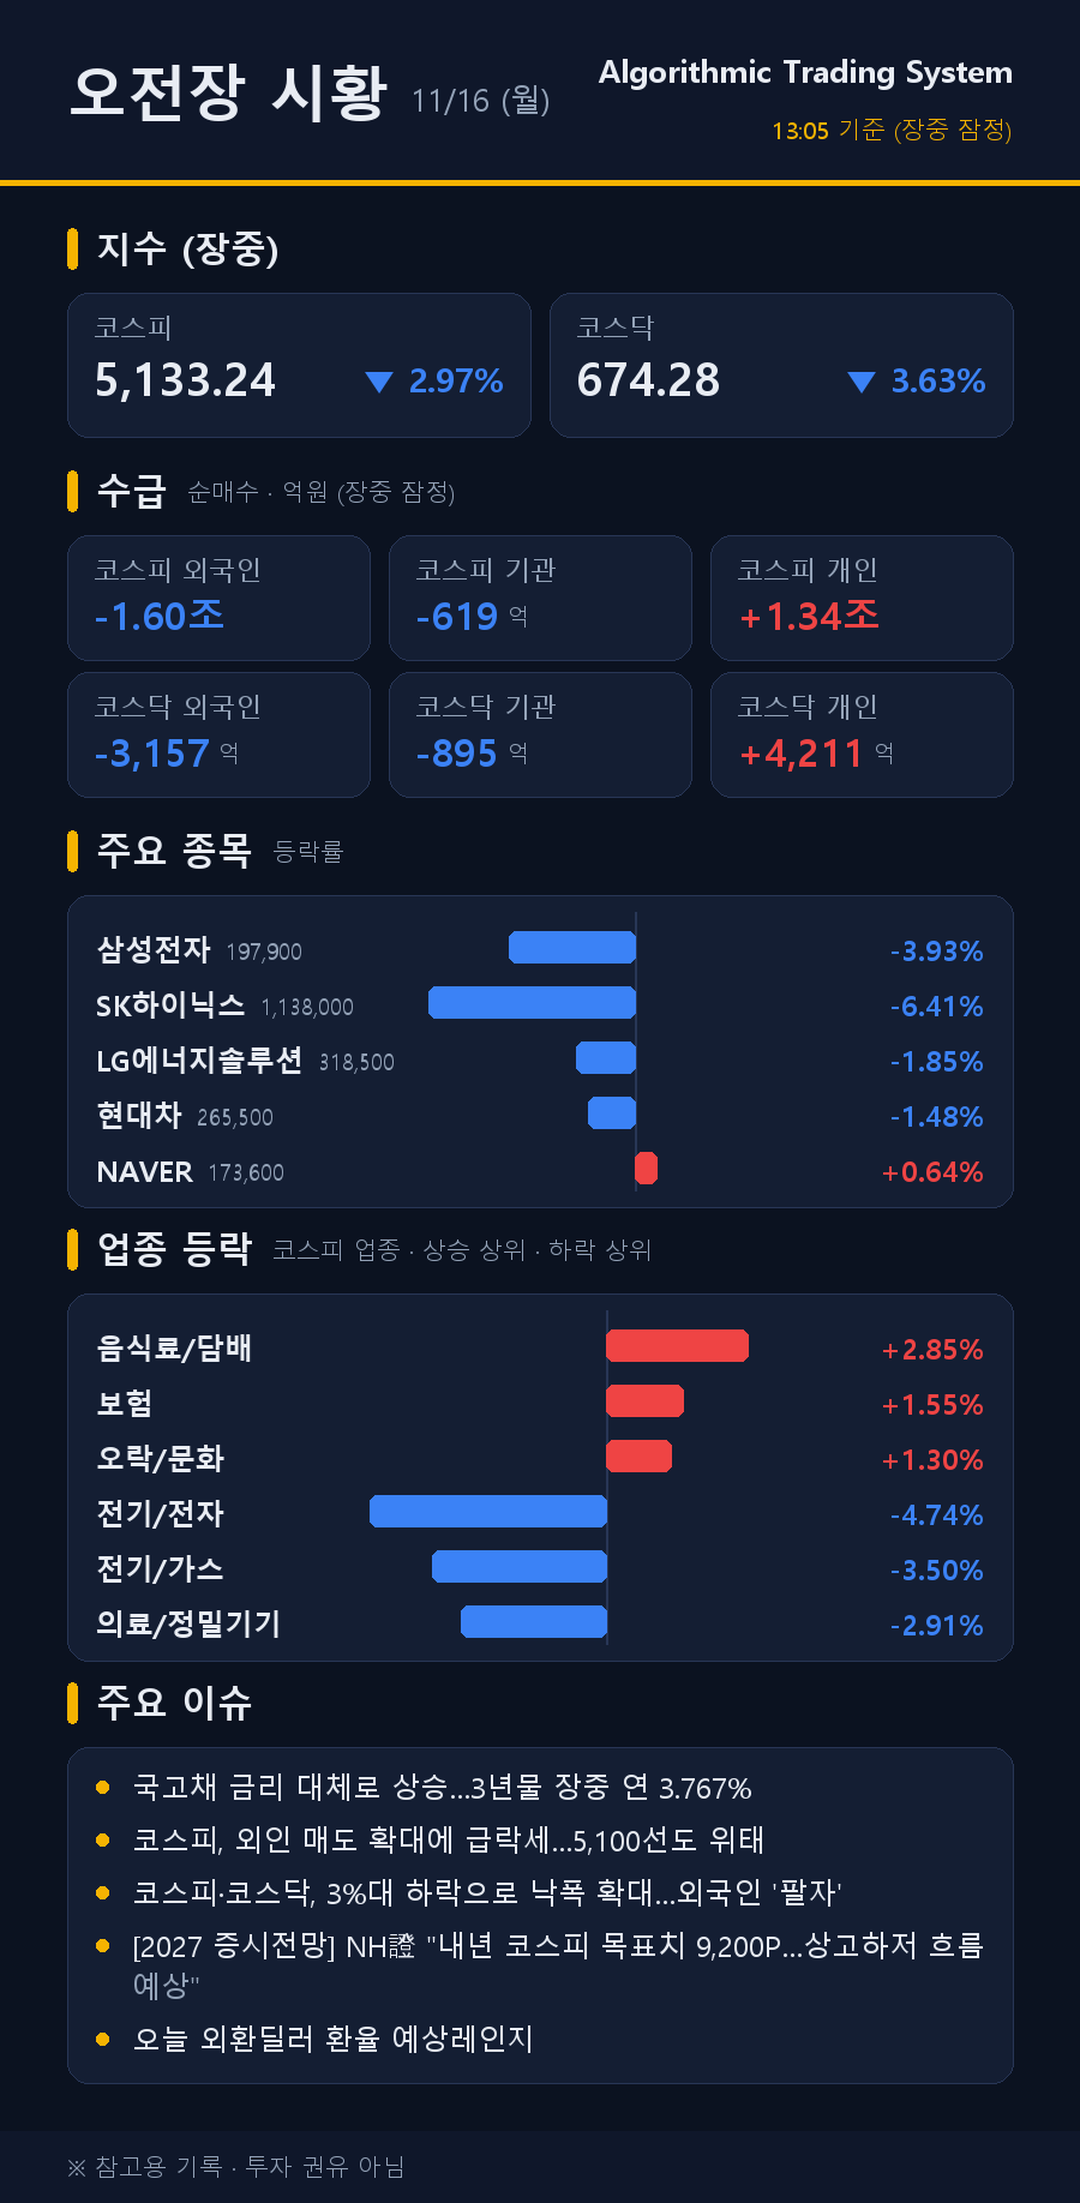 오전장 시황 11/16 (월)
Algorithmic Trading System
13:05 기준 (장중 잠정)
지수 (장중)
코스피
5,133.24 ▼ 2.97%
코스닥
674.28 ▼ 3.63%
수급 순매수 · 억원 (장중 잠정)
코스피 외국인
-1.60조
코스피 기관
-619 억
코스피 개인
+1.34조
코스닥 외국인
-3,157 억
코스닥 기관
-895 억
코스닥 개인
+4,211 억
주요 종목 등락률
삼성전자 197,900 -3.93%
SK하이닉스 1,138,000 -6.41%
LG에너지솔루션 318,500 -1.85%
현대차 265,500 -1.48%
NAVER 173,600 +0.64%
업종 등락 코스피 업종 · 상승 상위 · 하락 상위
음식료/담배 +2.85%
보험 +1.55%
오락/문화 +1.30%
전기/전자 -4.74%
전기/가스 -3.50%
의료/정밀기기 -2.91%
주요 이슈
국고채 금리 대체로 상승...3년물 장중 연 3.767%
코스피, 외인 매도 확대에 급락세...5,100선도 위태
코스피·코스닥, 3%대 하락으로 낙폭 확대...외국인 '팔자'
[2027 증시전망] NH證 "내년 코스피 목표치 9,200P...상고하저 흐름
예상"
오늘 외환딜러 환율 예상레인지
※ 참고용 기록 · 투자 권유 아님